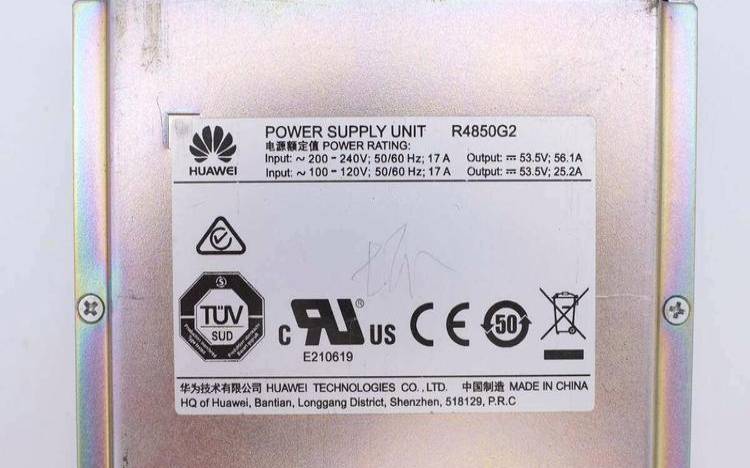 HUAWEI
POWER SUPPLY UNIT R4850G2
电源额定值 POWER RATING:
Input: ～ 200 - 240V; 50/60 Hz; 17 A Output: ⎓ 53.5V; 56.1A
Input: ～ 100 - 120V; 50/60 Hz; 17 A Output: ⎓ 53.5V; 25.2A
TÜV
SUD
c RU US
®
E210619
CE
50
华为技术有限公司 HUAWEI TECHNOLOGIES CO., LTD. 中国制造 MADE IN CHINA
HQ of Huawei, Bantian, Longgang District, Shenzhen, 518129, P.R.C